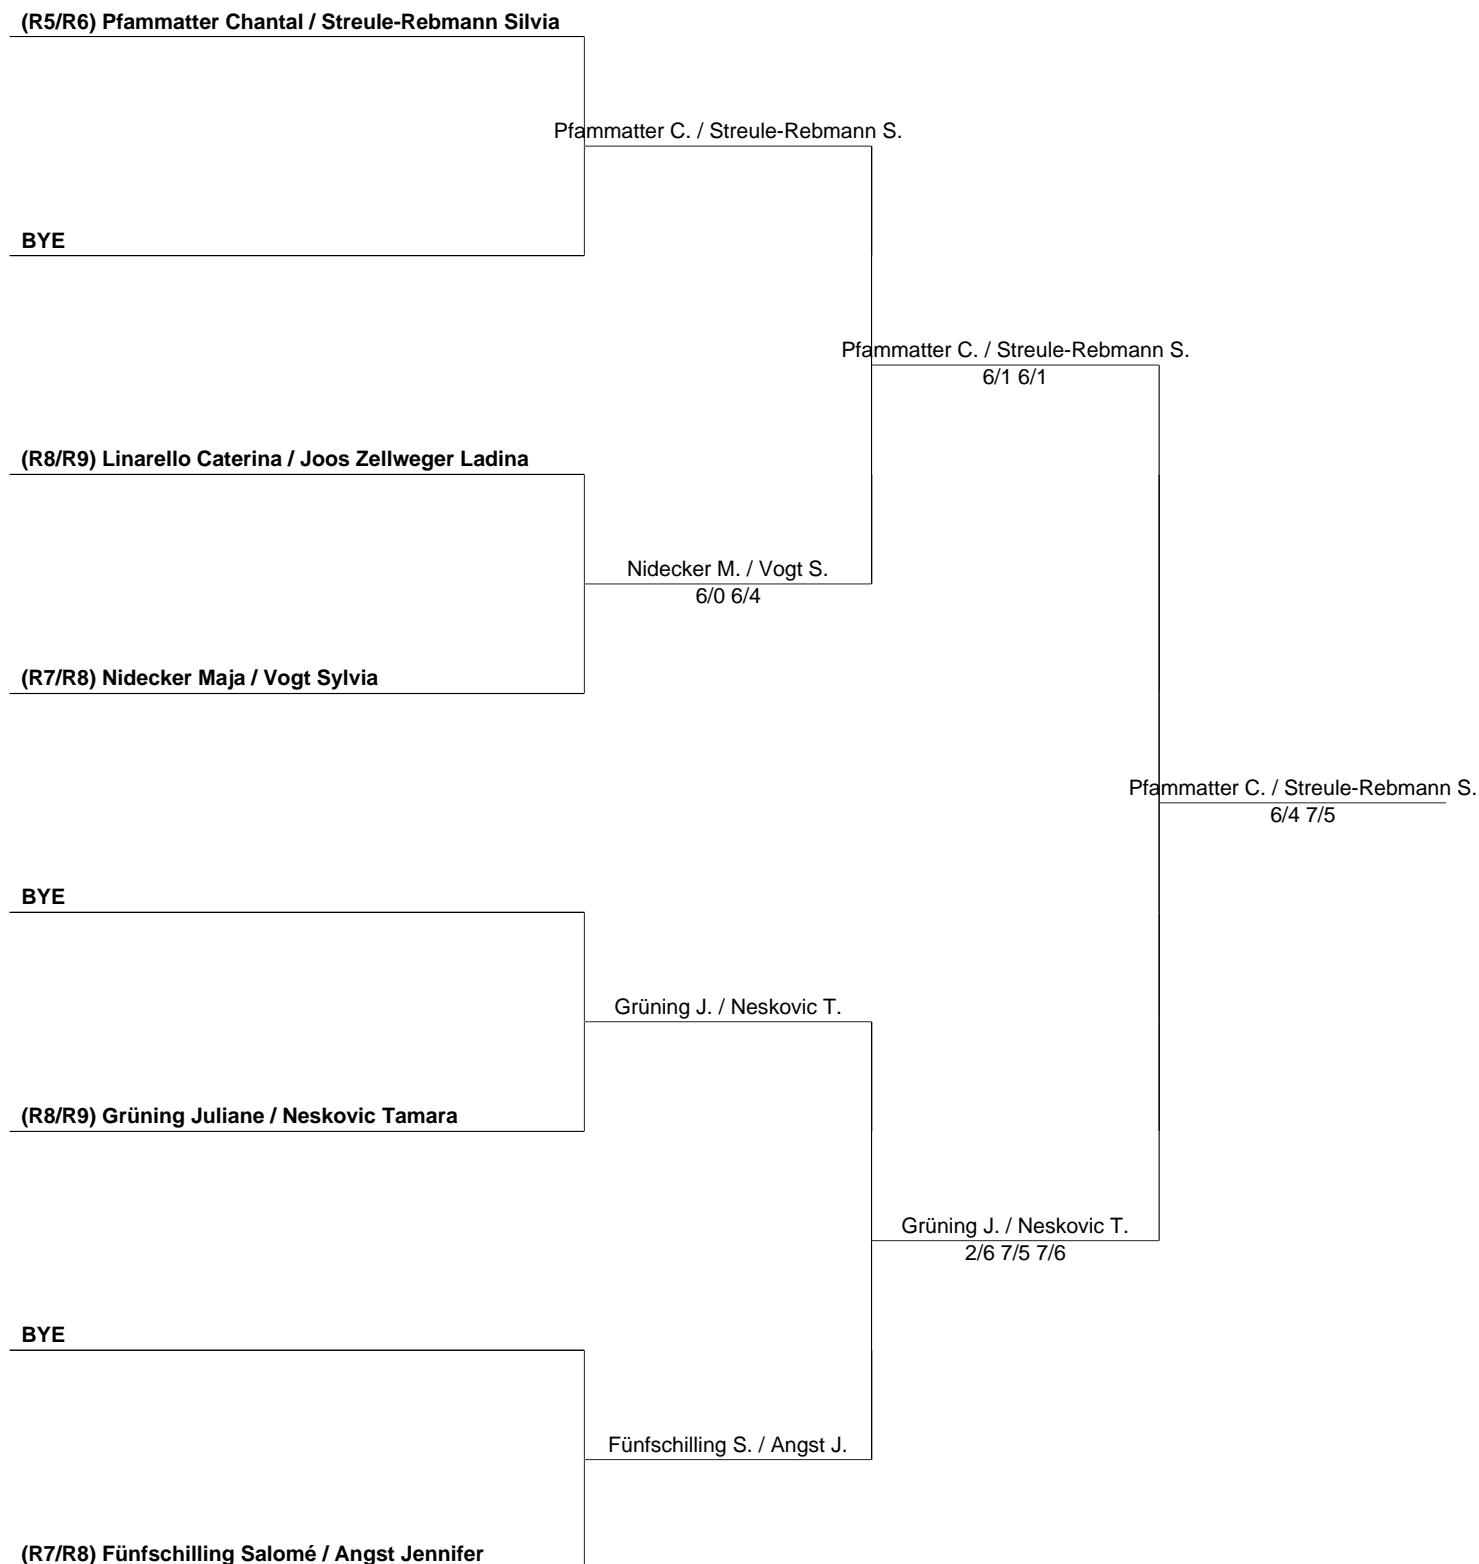 (R5/R6) Pfammatter Chantal / Streule-Rebmann Silvia
Pfammatter C. / Streule-Rebmann S.
BYE
Pfammatter C. / Streule-Rebmann S.
6/1 6/1
(R8/R9) Linarello Caterina / Joos Zellweger Ladina
Nidecker M. / Vogt S.
6/0 6/4
(R7/R8) Nidecker Maja / Vogt Sylvia
Pfammatter C. / Streule-Rebmann S.
6/4 7/5
BYE
Grüning J. / Neskovic T.
(R8/R9) Grüning Juliane / Neskovic Tamara
Grüning J. / Neskovic T.
2/6 7/5 7/6
BYE
Fünfschilling S. / Angst J.
(R7/R8) Fünfschilling Salomé / Angst Jennifer